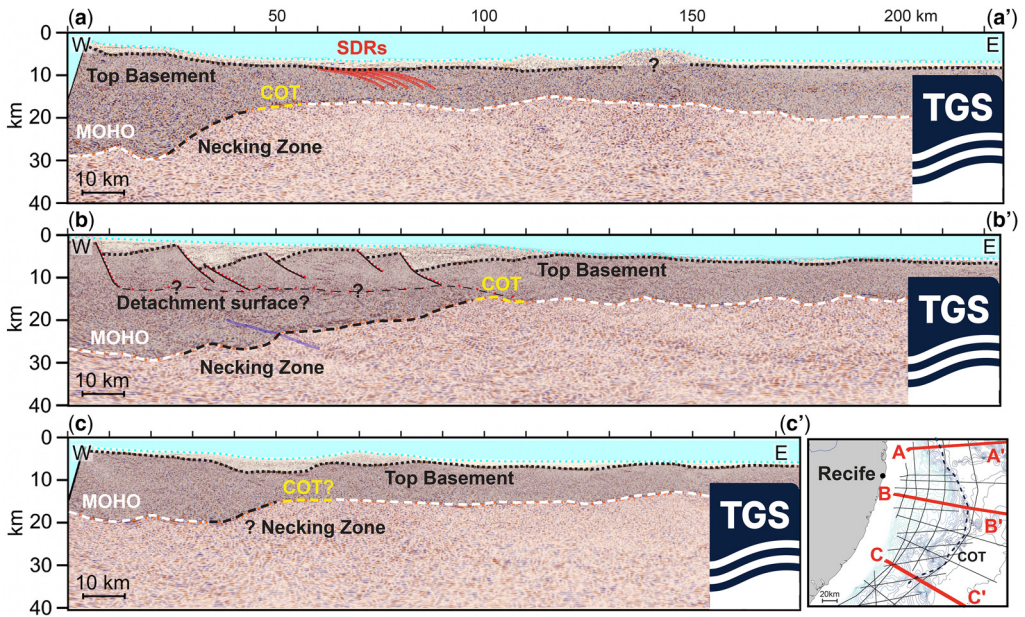 (a) 50 100 150 200 km (a’)
0
W SDRs ? E
Top Basement
10
COT
km
20
MOHO
Necking Zone
30
10 km
40
TGS
(b) (b’)
0
W E
10
Top Basement
? ? COT
Detachment surface?
km
20
MOHO
Necking Zone
30
10 km
40
TGS
(c) (c’)
0
W E
10
Top Basement
COT?
MOHO
km
20
? Necking Zone
30
10 km
40
TGS
A A'
Recife
B B'
C COT
20km C'